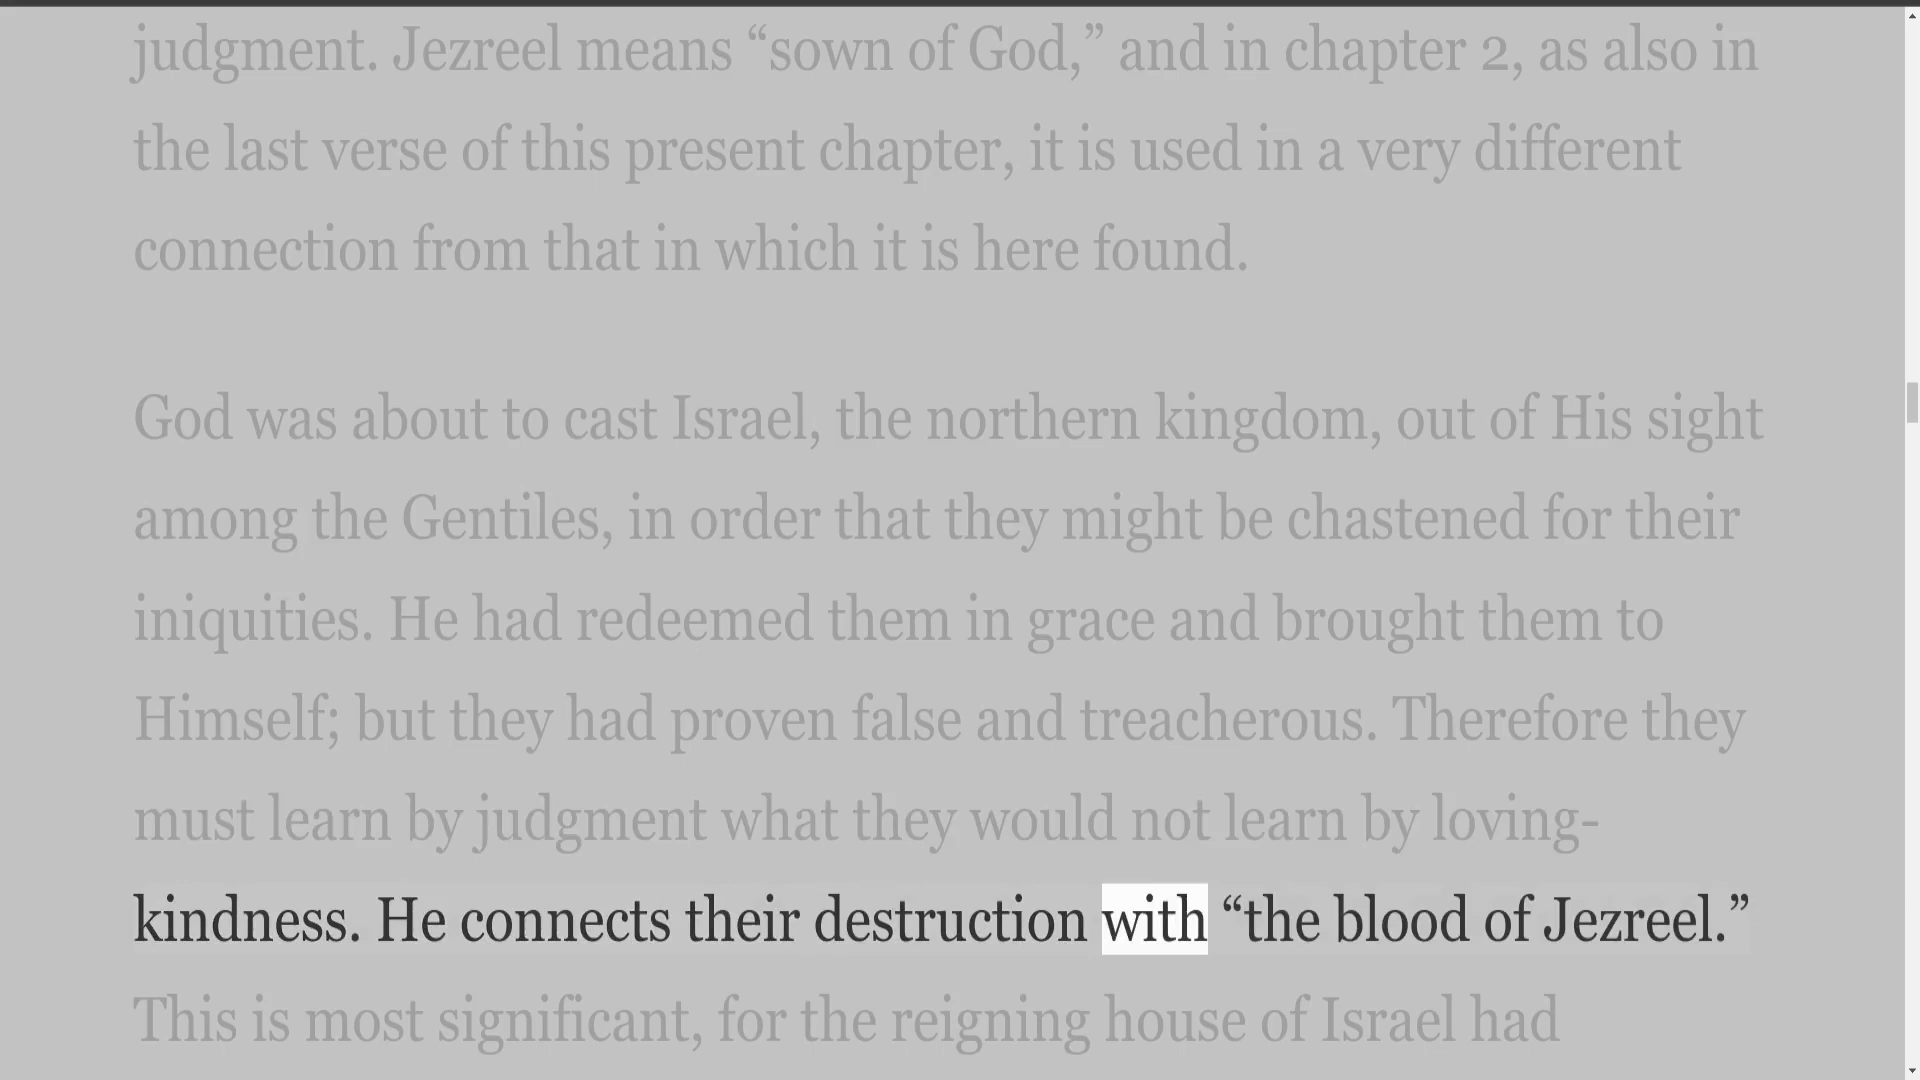 judgment. Jezreel means “sown of God,” and in chapter 2, as also in
the last verse of this present chapter, it is used in a very different
connection from that in which it is here found.
God was about to cast Israel, the northern kingdom, out of His sight
among the Gentiles, in order that they might be chastened for their
iniquities. He had redeemed them in grace and brought them to
Himself; but they had proven false and treacherous. Therefore they
must learn by judgment what they would not learn by loving-
kindness. He connects their destruction with “the blood of Jezreel.”
This is most significant, for the reigning house of Israel had